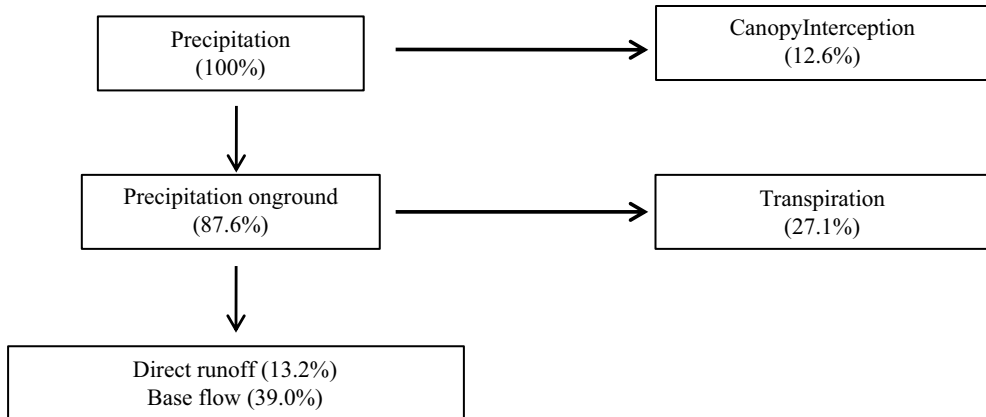 Precipitation
(100%)
CanopyInterception
(12.6%)
Precipitation onground
(87.6%)
Transpiration
(27.1%)
Direct runoff (13.2%)
Base flow (39.0%)